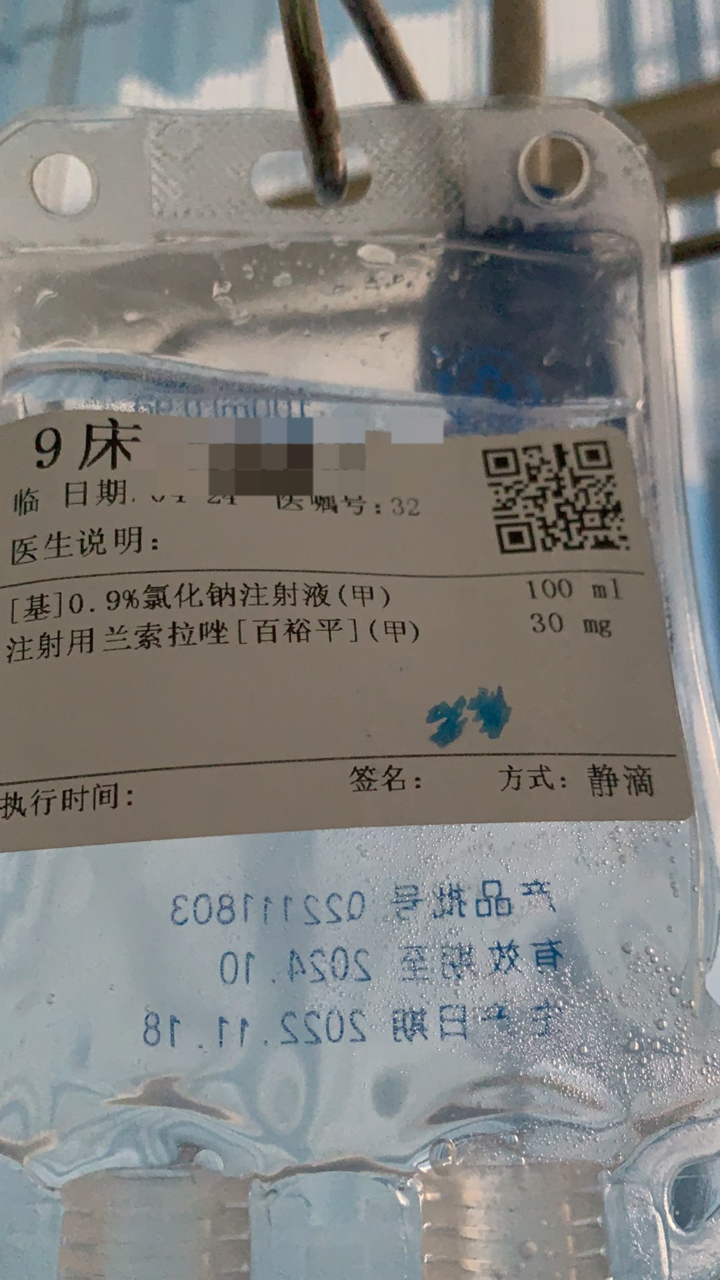 9床
临 日期: 04-24 医嘱号:32
医生说明:
[基]0.9%氯化钠注射液(甲) 100 ml
注射用兰索拉唑[百裕平](甲) 30 mg
执行时间: 签名: 方式: 静滴
产品批号 Q22111803
有效期至 2024.10
生产日期 2022.11.18